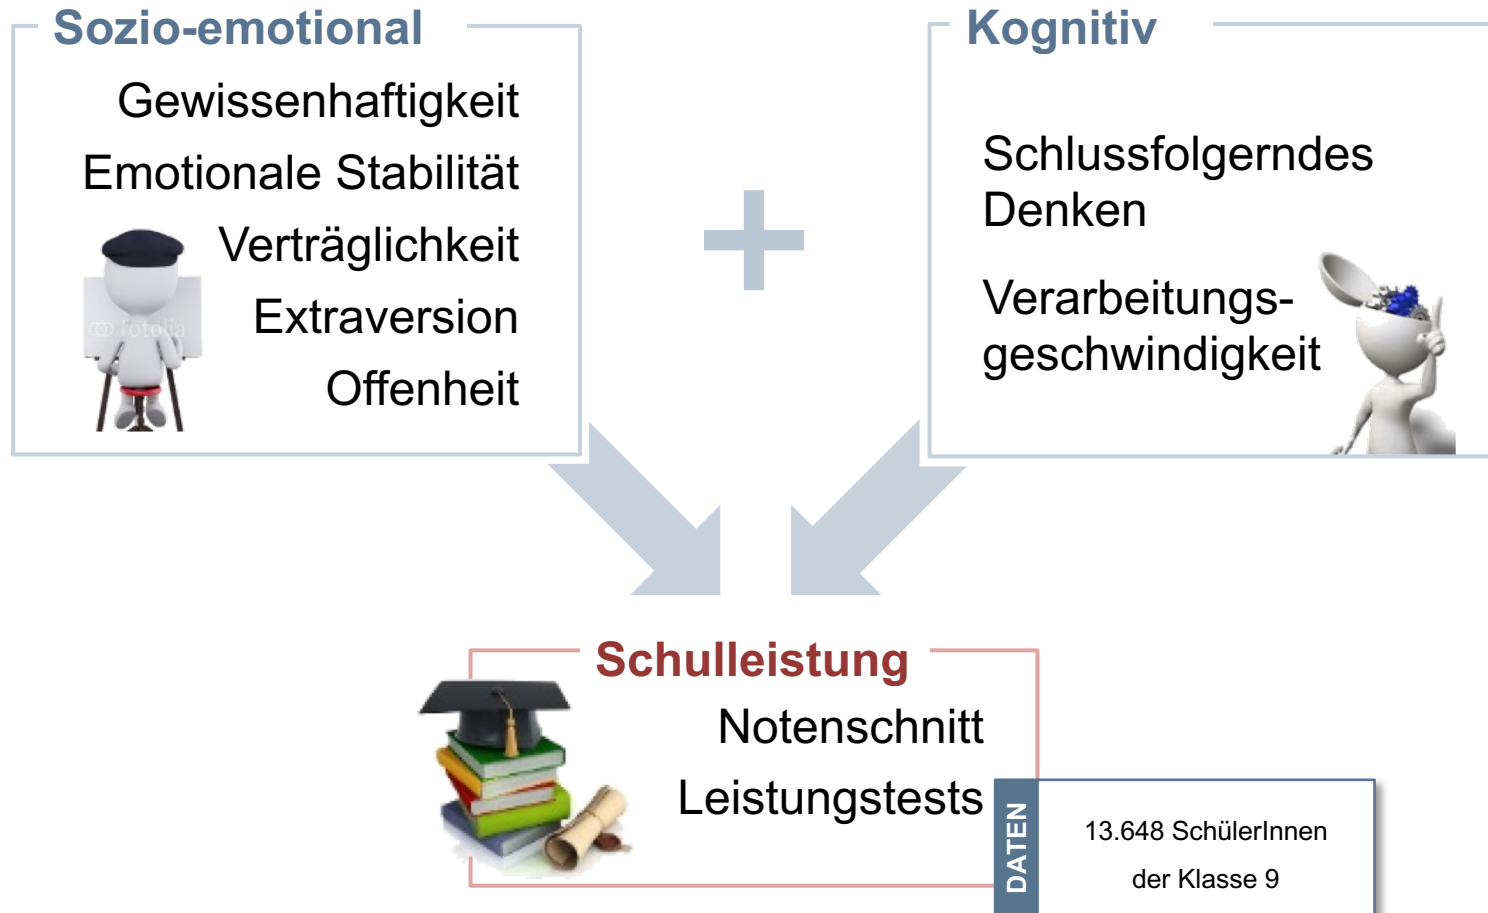 Sozio-emotional
Gewissenhaftigkeit
Emotionale Stabilität
Verträglichkeit
Extraversion
Offenheit
fotolia
Kognitiv
Schlussfolgerndes
Denken
Verarbeitungs-
geschwindigkeit
Schulleistung
Notenschnitt
Leistungstests
DATEN
13.648 SchülerInnen
der Klasse 9